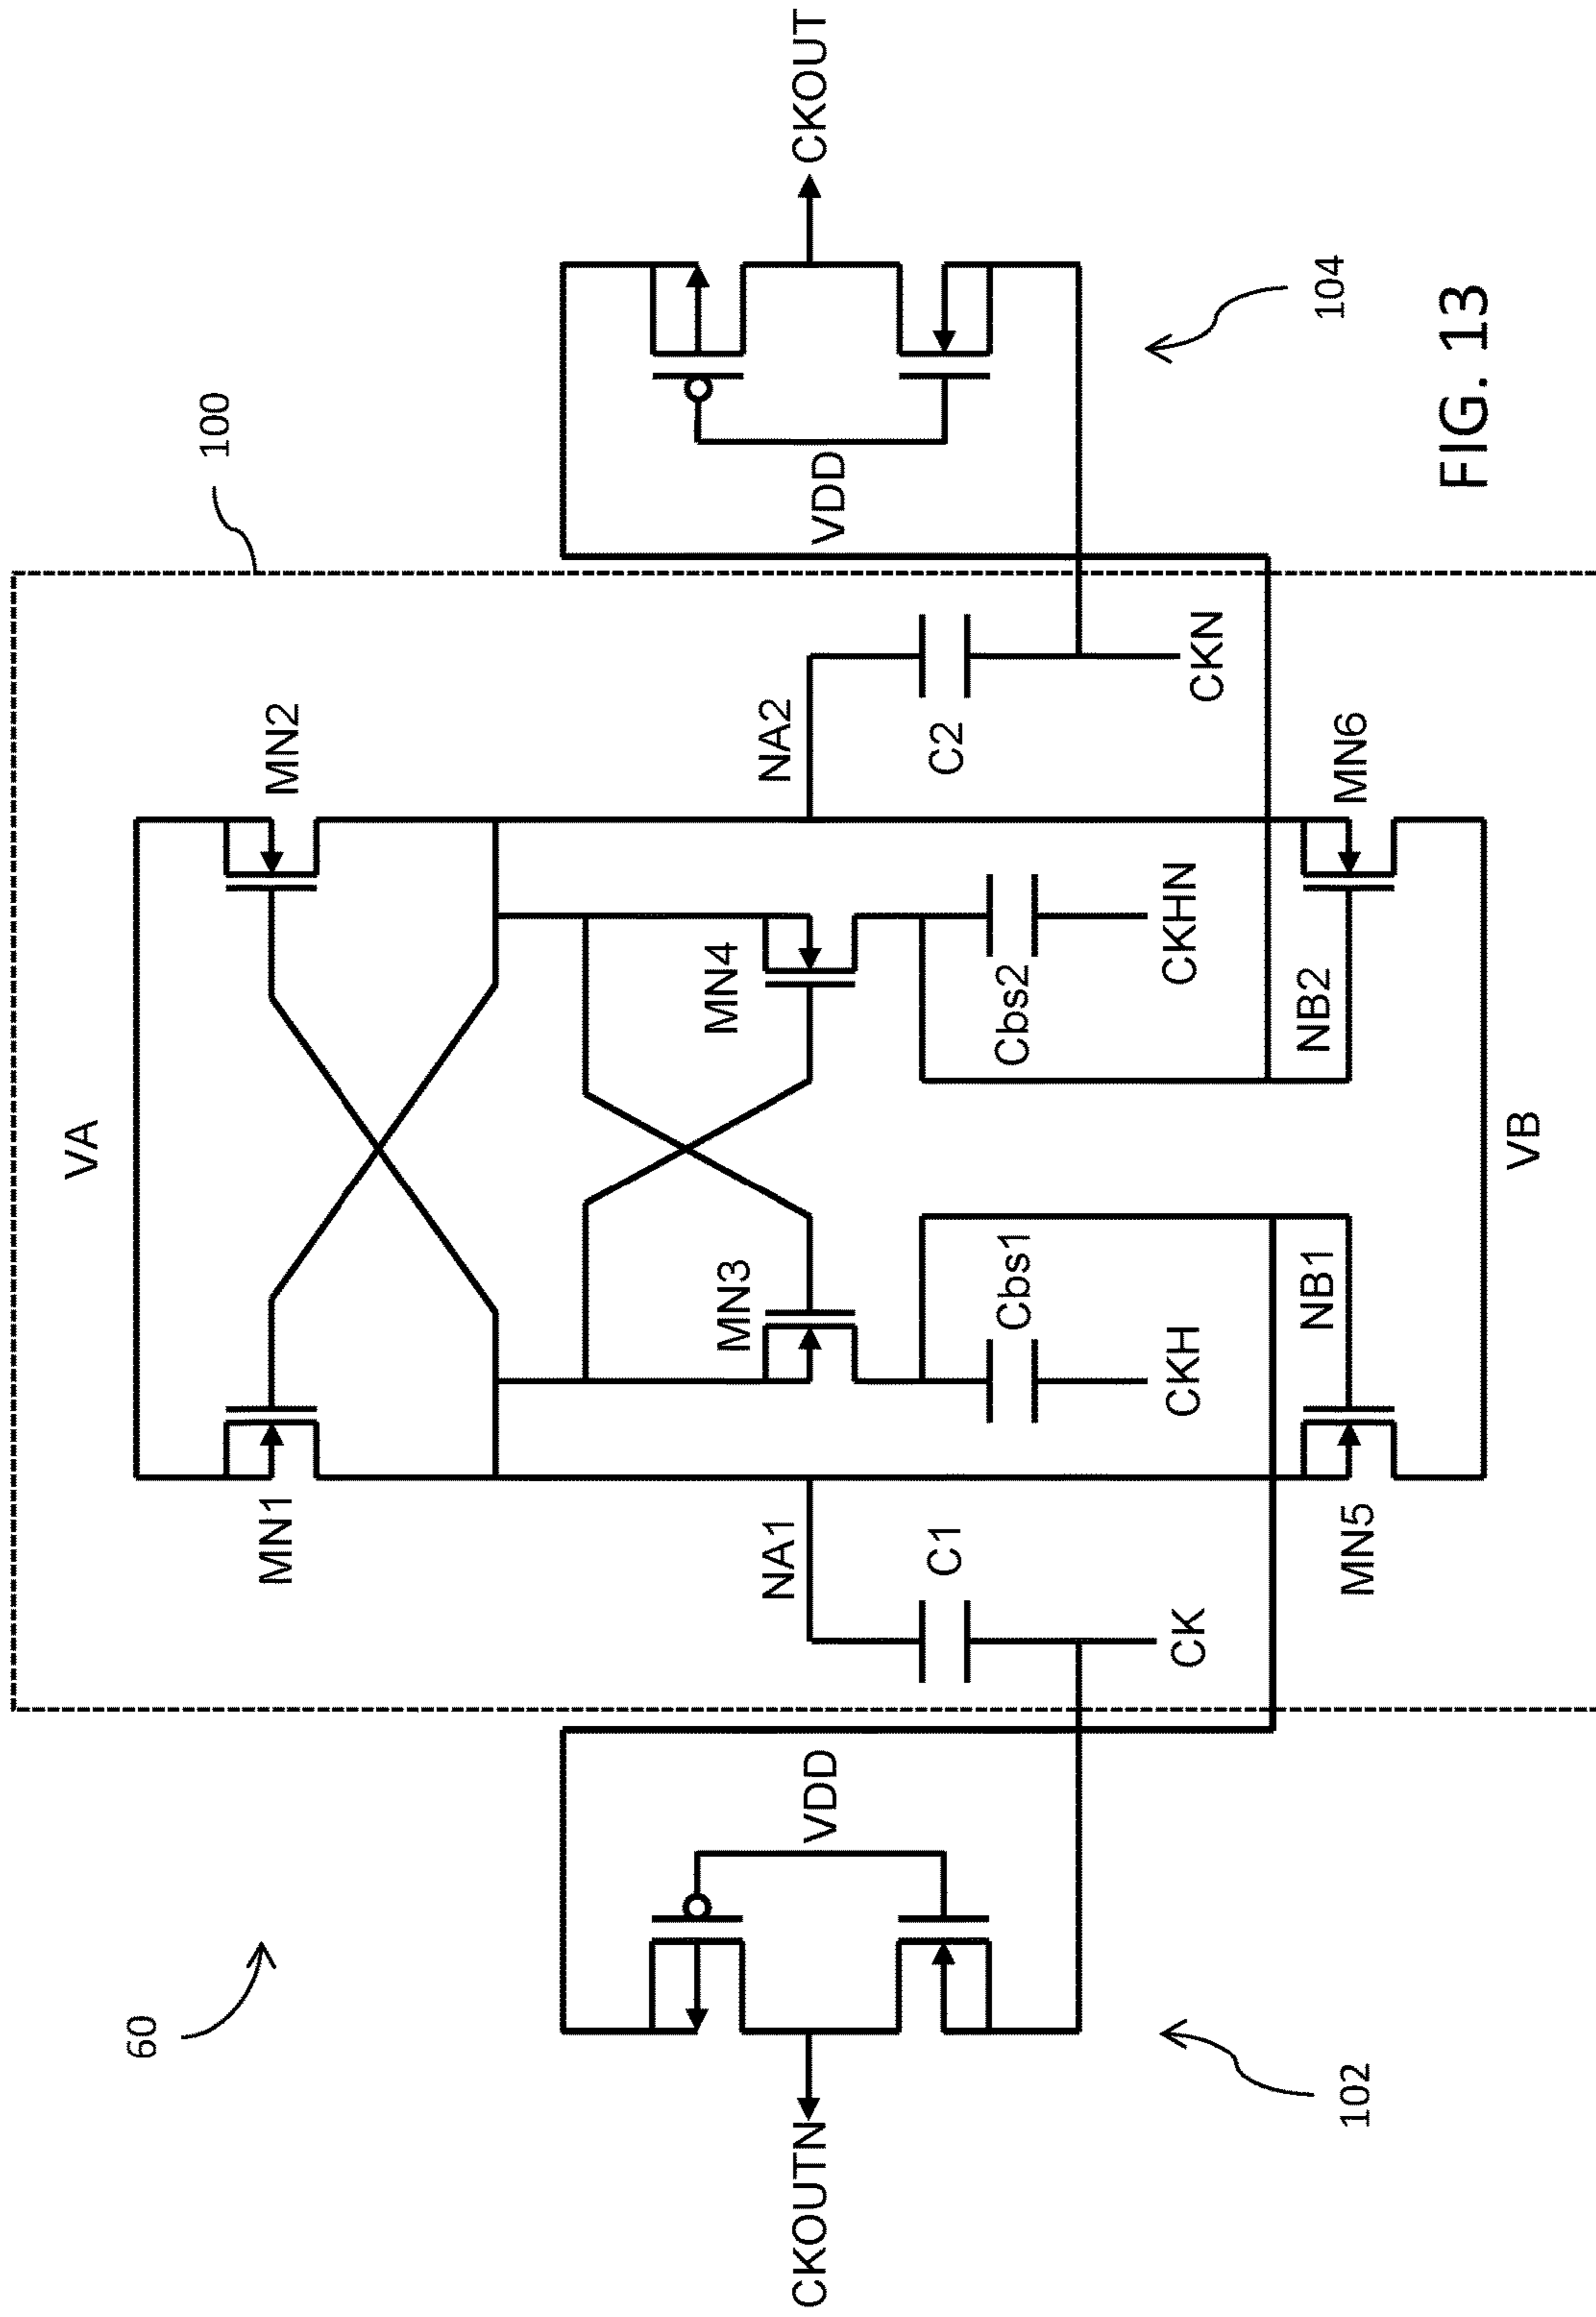 60
100
VA
MN1
MN2
CKOUTN
VDD
NA1
MN3
MN4
NA2
VDD
CKOUT
C1
Cbs1
Cbs2
C2
CK
CKH
CKHN
CKN
102
MN5
NB1
NB2
MN6
104
VB
FIG. 13